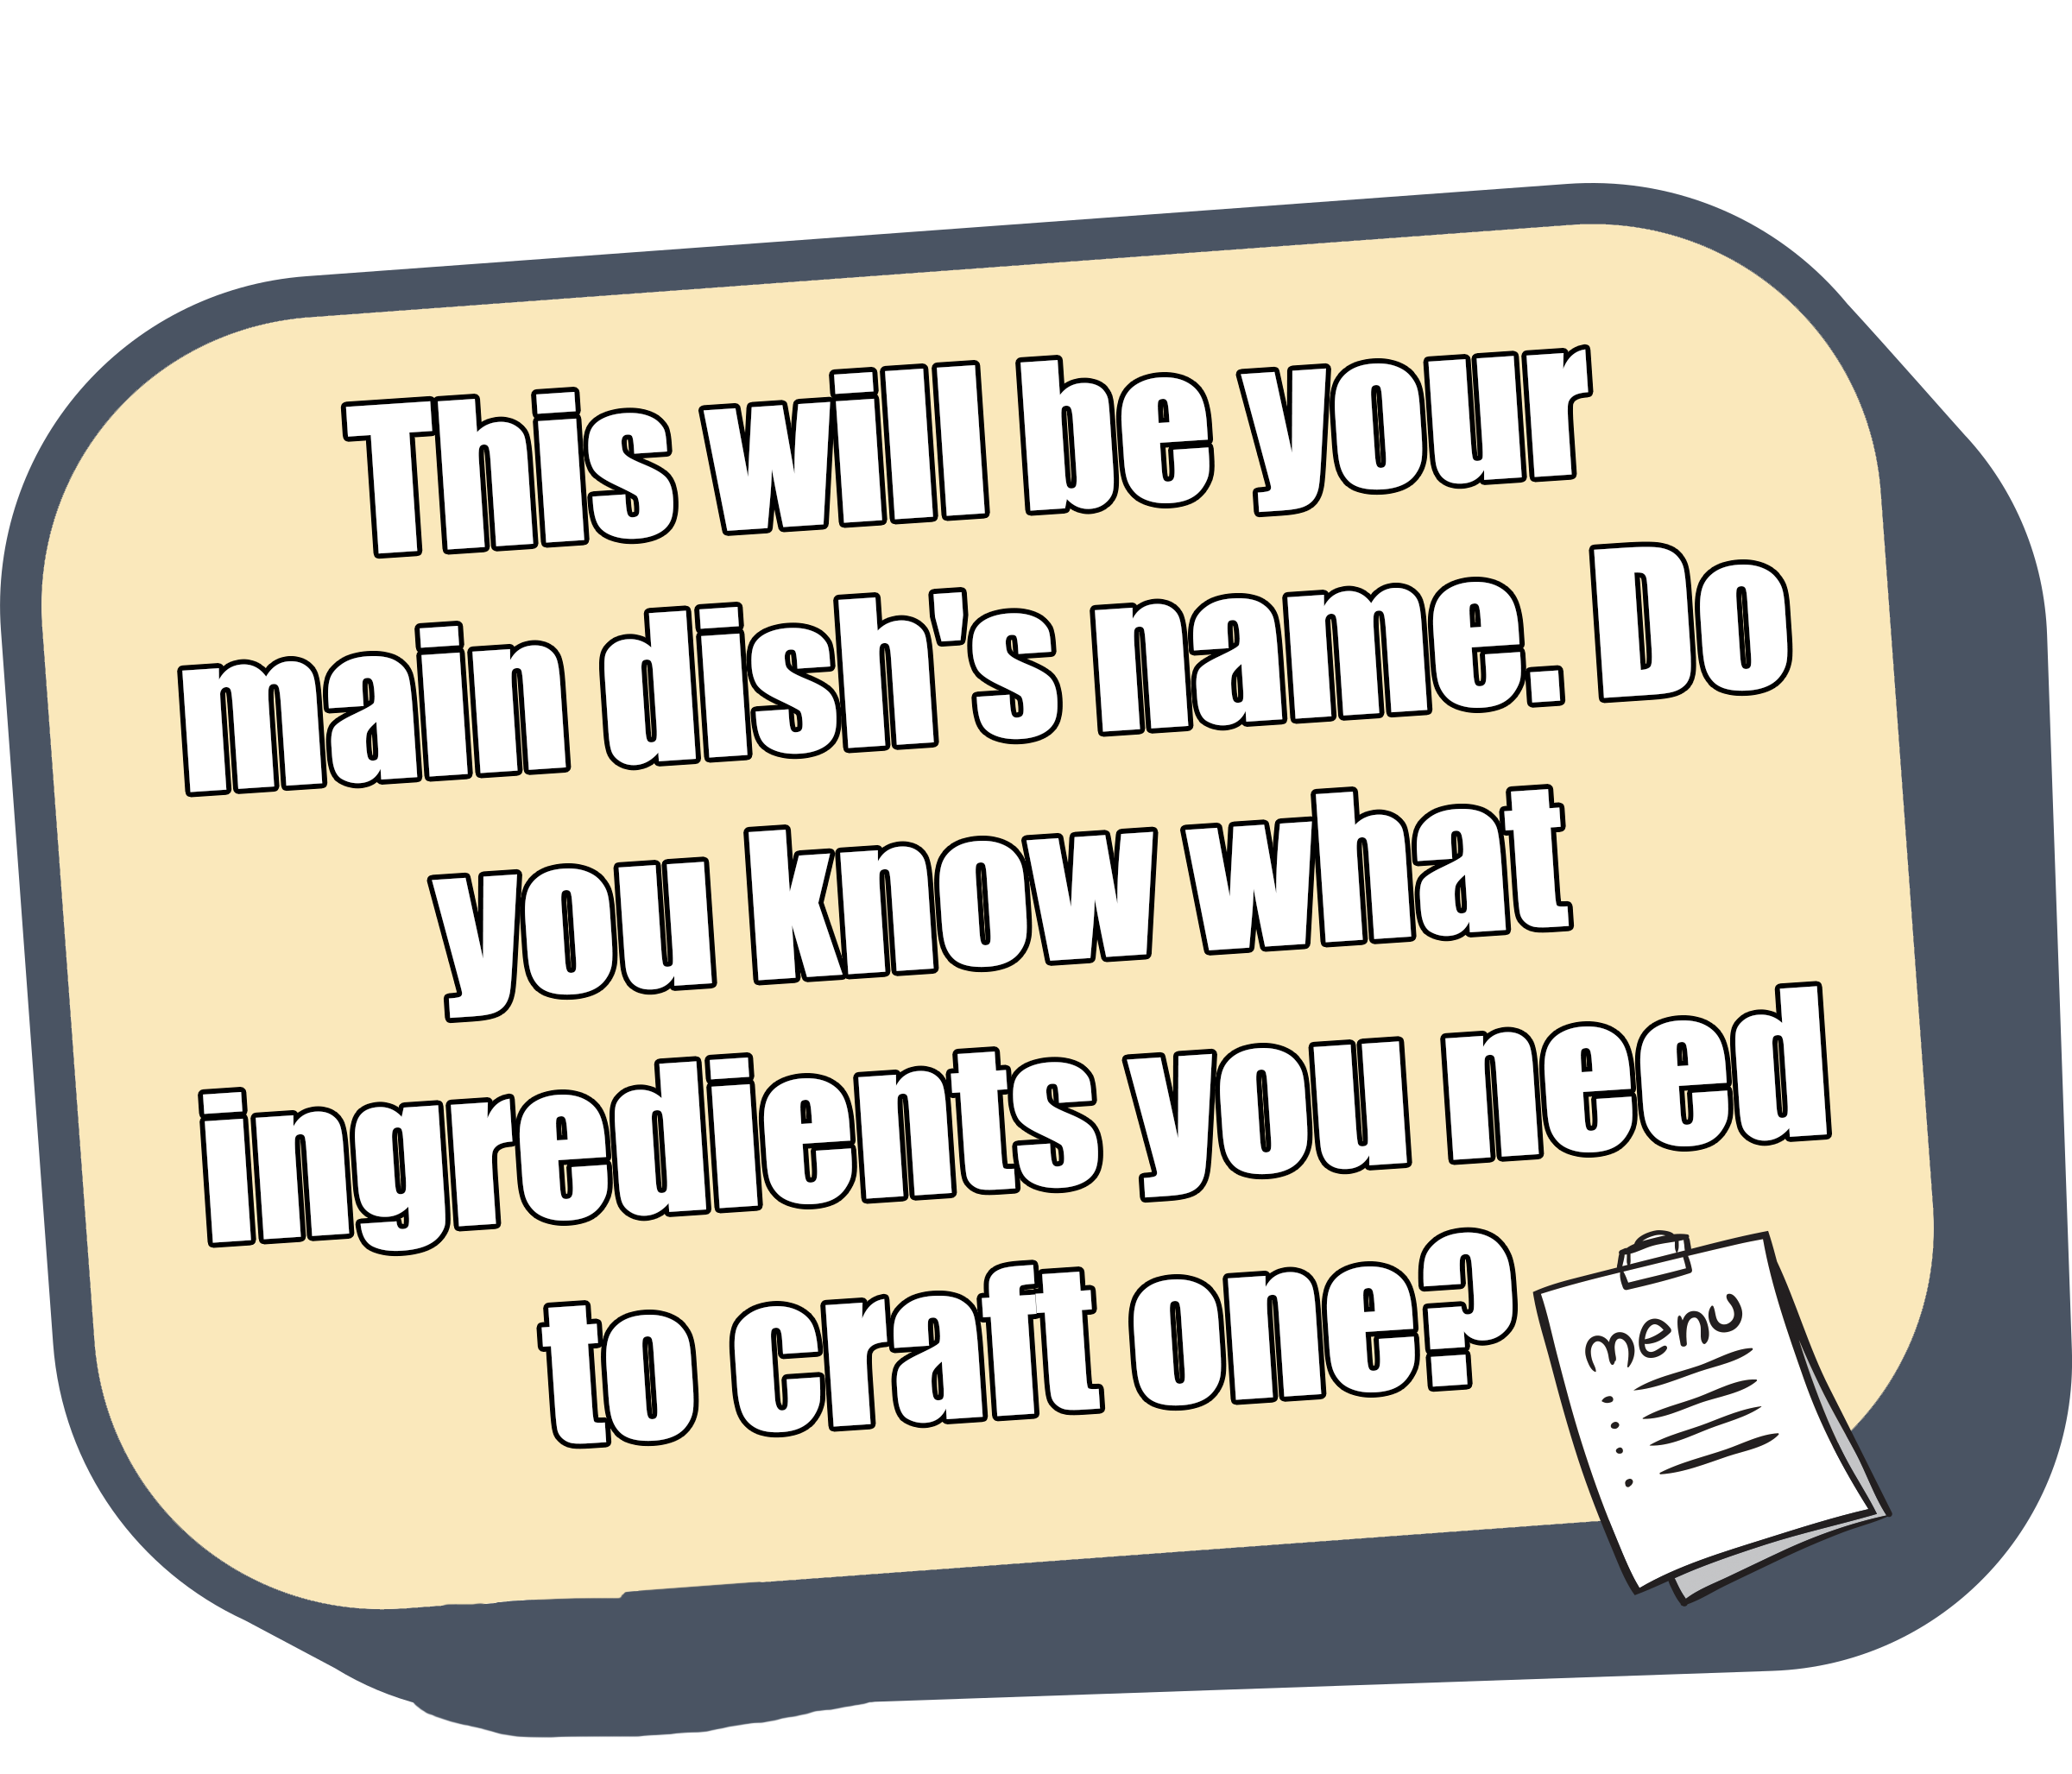 This will be your
main dish's name. Do
you know what
ingredients you need
to craft one?
menu